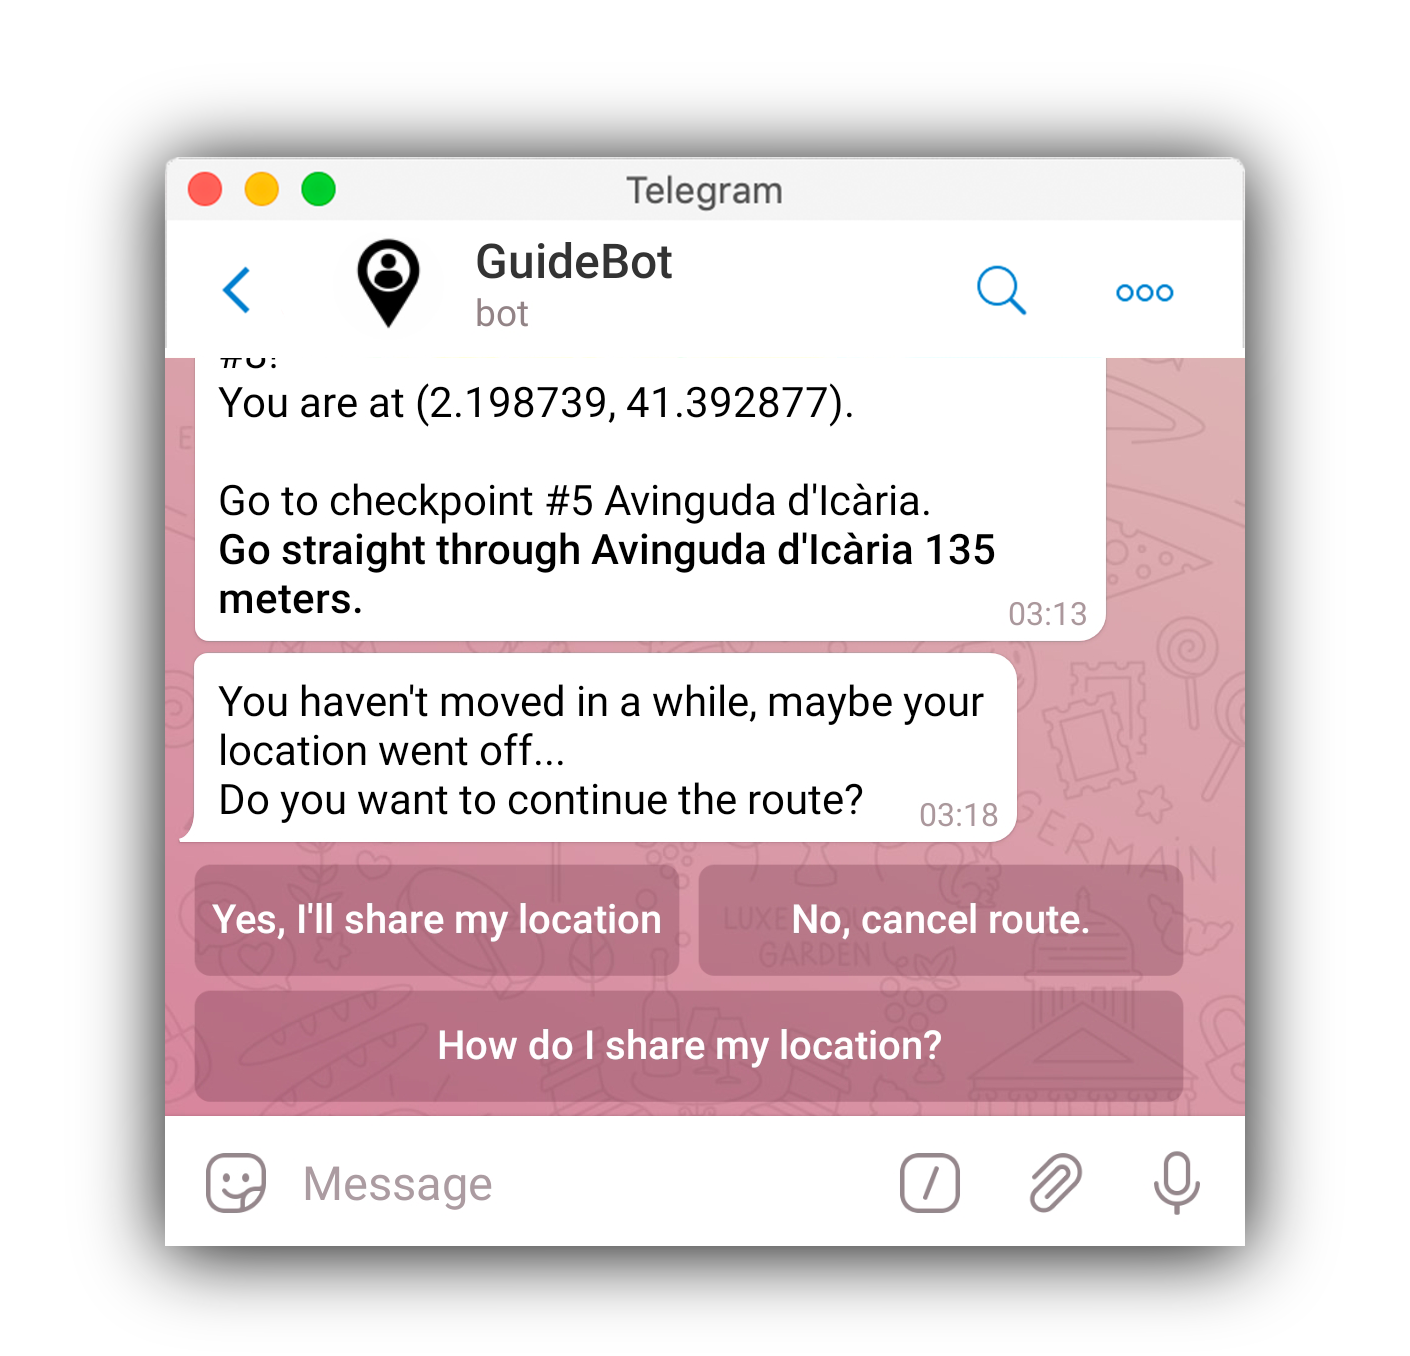 Telegram
GuideBot
bot
You are at (2.198739, 41.392877).
Go to checkpoint #5 Avinguda d'Icària.
Go straight through Avinguda d'Icària 135
meters.
03:13
You haven't moved in a while, maybe your
location went off...
Do you want to continue the route?
03:18
GERMAIN
Yes, I'll share my location
No, cancel route.
GARDEN
How do I share my location?
Message